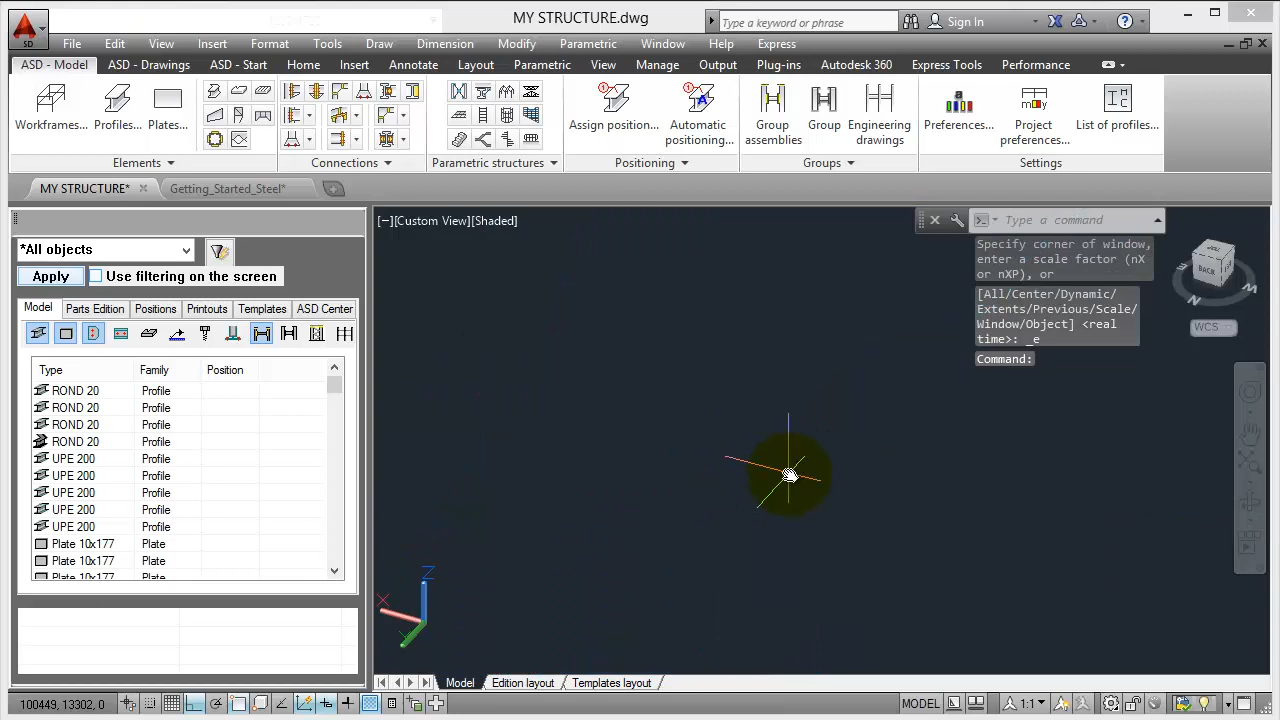 MY STRUCTURE.dwg
Type a keyword or phrase
Sign In
SD
File Edit View Insert Format Tools Draw Dimension Modify Parametric Window Help Express
ASD - Model ASD - Drawings ASD - Start Home Insert Annotate Layout Parametric View Manage Output Plug-ins Autodesk 360 Express Tools Performance
Workframes... Profiles... Plates...
Assign position... Automatic positioning...
Group assemblies Group Engineering drawings
Preferences... Project preferences... List of profiles...
Elements Connections Parametric structures Positioning Groups Settings
MY STRUCTURE* Getting_Started_Steel*
[−][Custom View][Shaded]
Type a command
Specify corner of window,
enter a scale factor (nX
or nXP), or
[All/Center/Dynamic/
Extents/Previous/Scale/
Window/Object] <real
time>: _e
Command:
BACK
N
WCS
*All objects
Apply Use filtering on the screen
Model Parts Edition Positions Printouts Templates ASD Center
Type Family Position
ROND 20 Profile
ROND 20 Profile
ROND 20 Profile
ROND 20 Profile
UPE 200 Profile
UPE 200 Profile
UPE 200 Profile
UPE 200 Profile
UPE 200 Profile
Plate 10x177 Plate
Plate 10x177 Plate
Plate 10x177 Plate
Z
X
Y
Model Edition layout Templates layout
100449, 13302, 0
MODEL
1:1